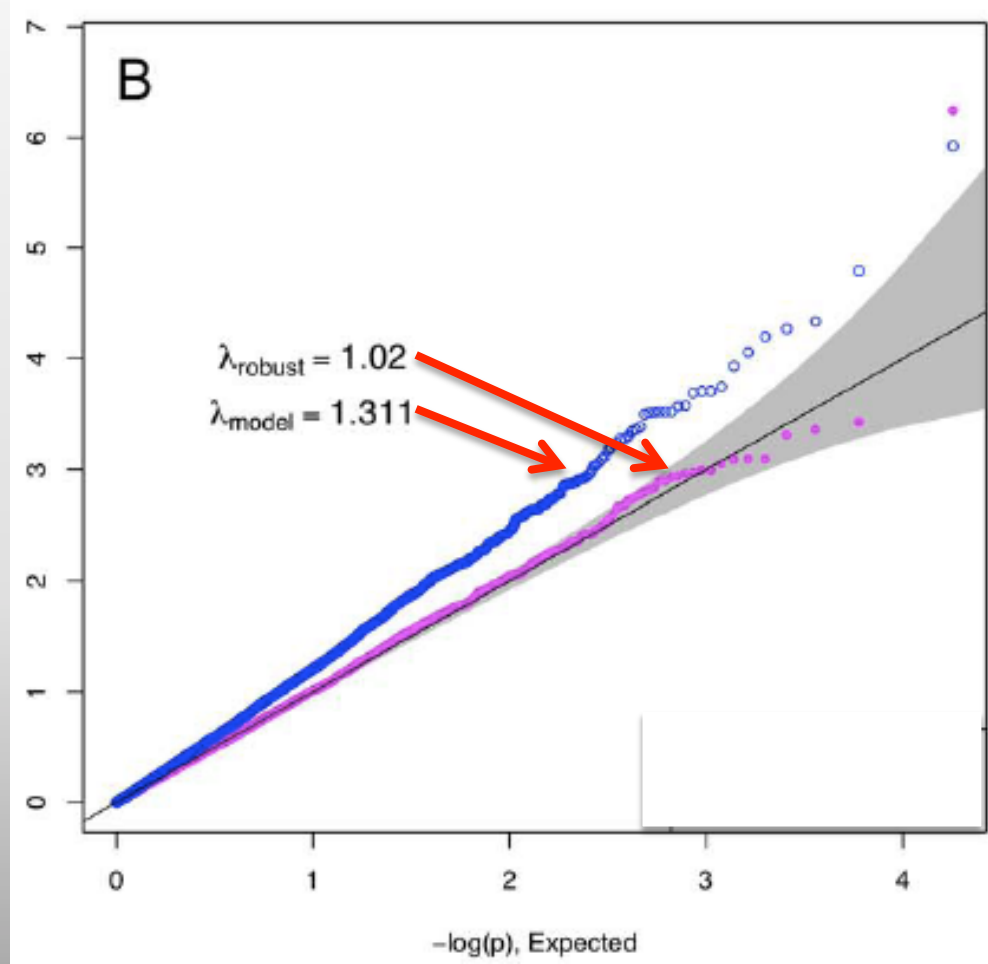 7
B
6
5
λrobust = 1.02
4
λmodel = 1.311
3
2
1
0
0 1 2 3 4
−log(p), Expected